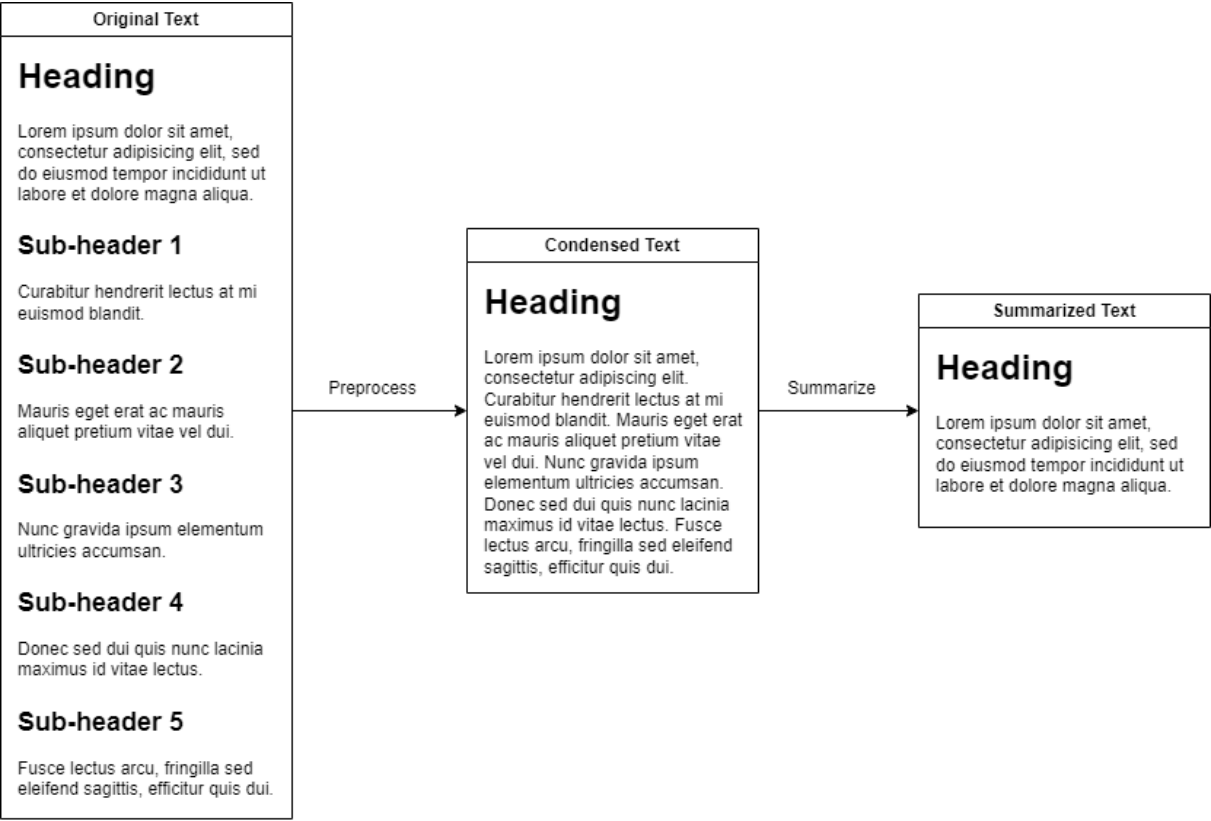 Original Text
Heading
Lorem ipsum dolor sit amet,
consectetur adipisicing elit, sed
do eiusmod tempor incididunt ut
labore et dolore magna aliqua.
Sub-header 1
Curabitur hendrerit lectus at mi
euismod blandit.
Sub-header 2
Mauris eget erat ac mauris
aliquet pretium vitae vel dui.
Sub-header 3
Nunc gravida ipsum elementum
ultricies accumsan.
Sub-header 4
Donec sed dui quis nunc lacinia
maximus id vitae lectus.
Sub-header 5
Fusce lectus arcu, fringilla sed
eleifend sagittis, efficitur quis dui.
Preprocess
Condensed Text
Heading
Lorem ipsum dolor sit amet,
consectetur adipiscing elit.
Curabitur hendrerit lectus at mi
euismod blandit. Mauris eget erat
ac mauris aliquet pretium vitae
vel dui. Nunc gravida ipsum
elementum ultricies accumsan.
Donec sed dui quis nunc lacinia
maximus id vitae lectus. Fusce
lectus arcu, fringilla sed eleifend
sagittis, efficitur quis dui.
Summarize
Summarized Text
Heading
Lorem ipsum dolor sit amet,
consectetur adipisicing elit, sed
do eiusmod tempor incididunt ut
labore et dolore magna aliqua.